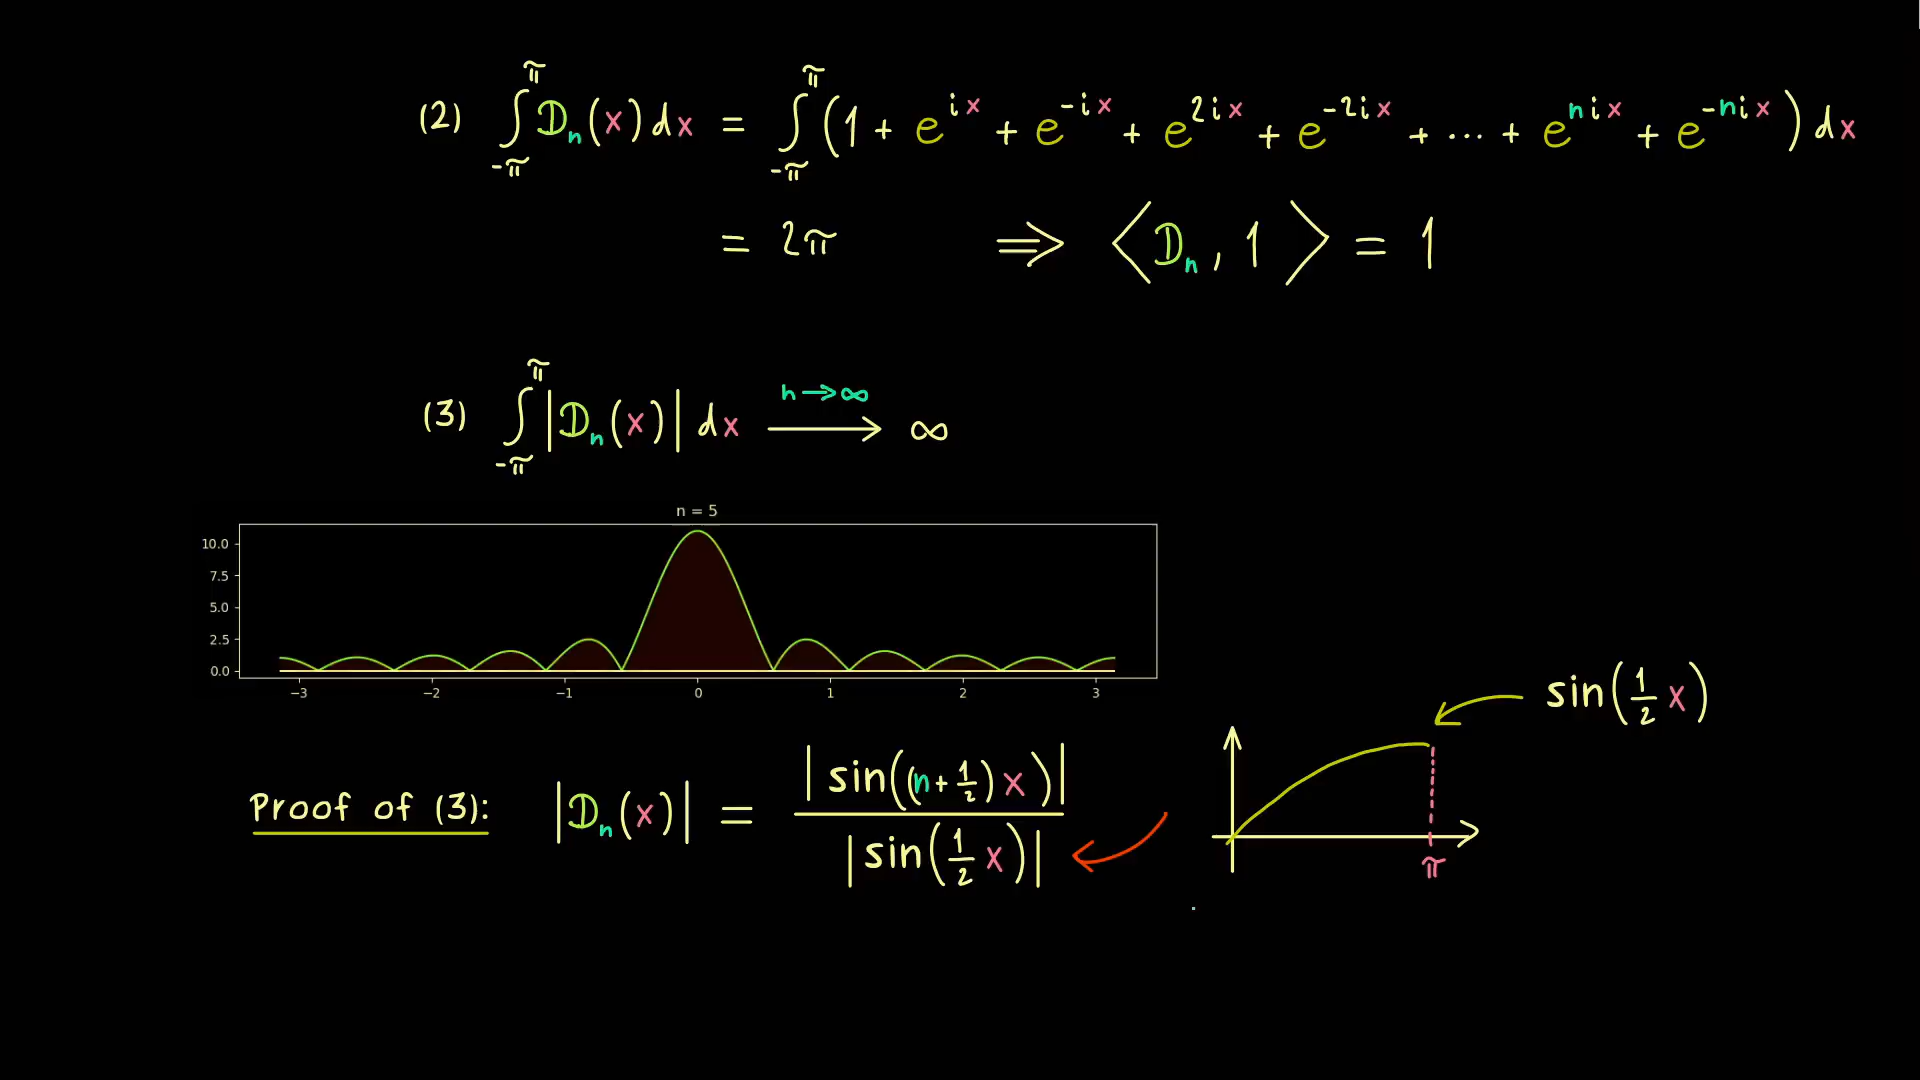 (2) ∫_{-π}^{π} D_n(x) dx = ∫_{-π}^{π} (1 + e^{ix} + e^{-ix} + e^{2ix} + e^{-2ix} + ... + e^{nix} + e^{-nix}) dx
= 2π ⟹ ⟨D_n, 1⟩ = 1
(3) ∫_{-π}^{π} |D_n(x)| dx ⟶^{n→∞} ∞
n = 5
10.0
7.5
5.0
2.5
0.0
−3 −2 −1 0 1 2 3
sin(1/2 x)
Proof of (3): |D_n(x)| = |sin((n + 1/2)x)| / |sin(1/2 x)|
π